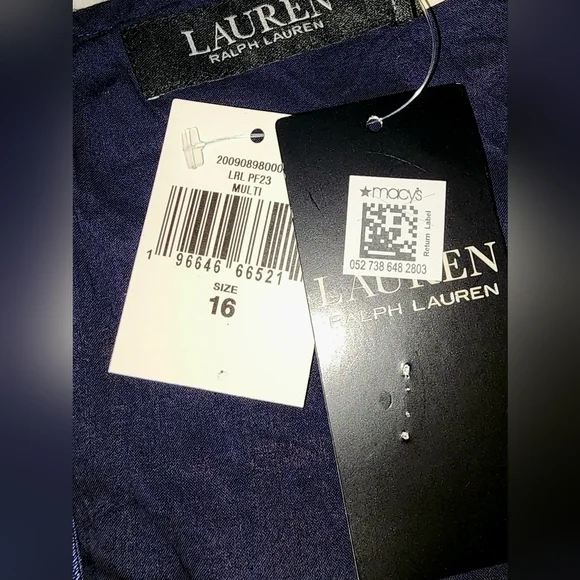 LAUREN
RALPH LAUREN
20090898000
LRL PF23
MULTI
1 96646 66521
SIZE
16
★macy's
Return Label
052 738 648 2803
LAUREN
RALPH LAUREN